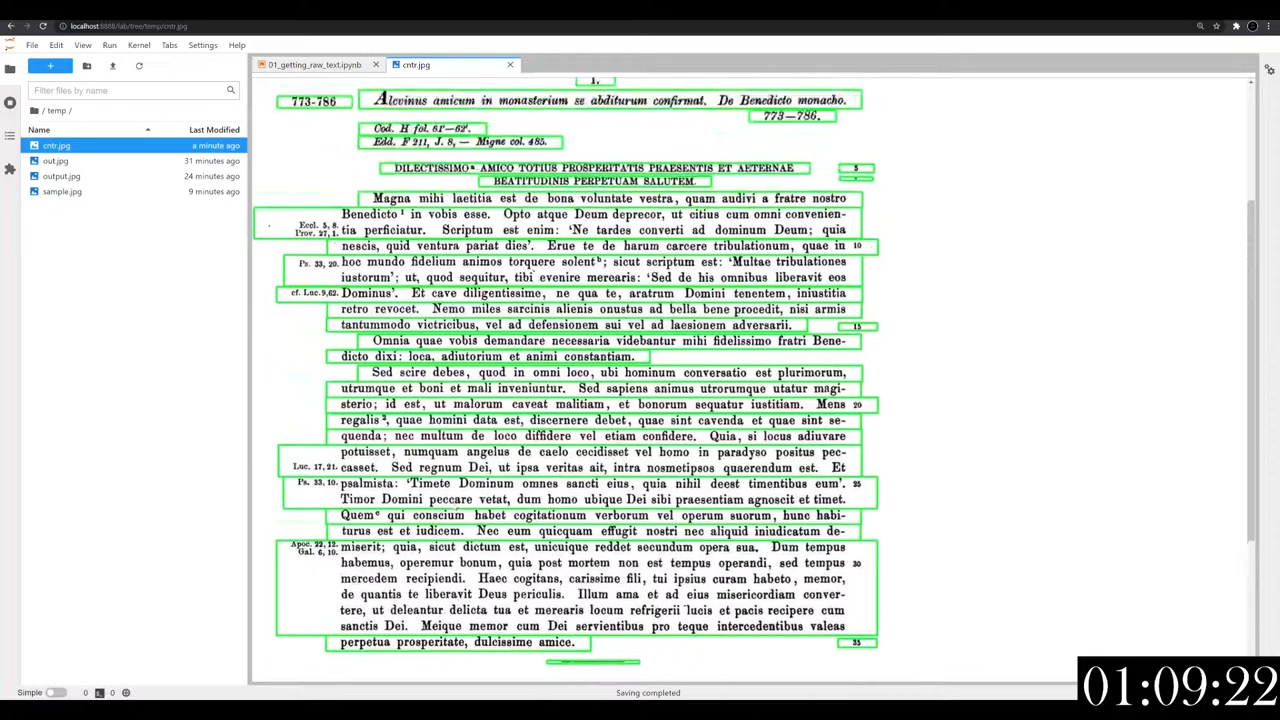 localhost:8888/lab/tree/temp/cntr.jpg
File Edit View Run Kernel Tabs Settings Help
+
01_getting_raw_text.ipynb
cntr.jpg
Filter files by name
/ temp /
Name Last Modified
cntr.jpg a minute ago
out.jpg 31 minutes ago
output.jpg 24 minutes ago
sample.jpg 9 minutes ago
1.
773-786 Alevinus amicum in monasterium se abditurum confirmat. De Benedicto monacho.
773—786.
Cod. H fol. 61'—62'.
Edd. F 211, J. 8, — Migne col. 485.
DILECTISSIMOᵃ AMICO TOTIUS PROSPERITATIS PRAESENTIS ET AETERNAE 5
BEATITUDINIS PERPETUAM SALUTEM.
Magna mihi laetitia est de bona voluntate vestra, quam audivi a fratre nostro
Benedicto¹ in vobis esse. Opto atque Deum deprecor, ut citius cum omni convenien-
Eccl. 5, 8. Prov. 27, 1. tia perficiatur. Scriptum est enim: 'Ne tardes converti ad dominum Deum; quia
nescis, quid ventura pariat dies'. Erue te de harum carcere tribulationum, quae in 10
Ps. 33, 20. hoc mundo fidelium animos torquere solentᵇ; sicut scriptum est: 'Multae tribulationes
iustorum'; ut, quod sequitur, tibi evenire merearis: 'Sed de his omnibus liberavit eos
cf. Luc. 9,62. Dominus'. Et cave diligentissime, ne qua te, aratrum Domini tenentem, iniustitia
retro revocet. Nemo miles sarcinis alienis onustus ad bella bene procedit, nisi armis
tantummodo victricibus, vel ad defensionem sui vel ad laesionem adversarii. 15
Omnia quae vobis demandare necessaria videbantur mihi fidelissimo fratri Bene-
dicto dixi: loca, adiutorium et animi constantiam.
Sed scire debes, quod in omni loco, ubi hominum conversatio est plurimorum,
utrumque et boni et mali inveniuntur. Sed sapiens animus utrorumque utatur magi-
sterio; id est, ut malorum caveat malitiam, et bonorum sequatur iustitiam. Mens 20
regalis², quae homini data est, discernere debet, quae sint cavenda et quae sint se-
quenda; nec multum de loco diffidere vel etiam confidere. Quia, si locus adiuvare
potuisset, numquam angelus de caelo cecidisset vel homo in paradyso positus pec-
Luc. 17, 21. casset. Sed regnum Dei, ut ipsa veritas ait, intra nosmetipsos quaerendum est. Et
Ps. 33, 10. psalmista: 'Timete Dominum omnes sancti eius, quia nihil deest timentibus eum'. 25
Timor Domini peccare vetat, dum homo ubique Dei sibi praesentiam agnoscit et timet.
Quemᶜ qui conscium habet cogitationum verborum vel operum suorum, hunc habi-
turus est et iudicem. Nec eum quicquam effugit nostri nec aliquid iniudicatum de-
Apoc. 22, 12. miserit; quia, sicut dictum est, unicuique reddet secundum opera sua. Dum tempus
Gal. 6, 10. habemus, operemur bonum, quia post mortem non est tempus operandi, sed tempus 30
mercedem recipiendi. Haec cogitans, carissime fili, tui ipsius curam habeto, memor,
de quantis te liberavit Deus periculis. Illum ama et ad eius misericordiam conver-
tere, ut deleantur delicta tua et merearis locum refrigerii lucis et pacis recipere cum
sanctis Dei. Meique memor cum Dei servientibus pro teque intercedentibus valeas
perpetua prosperitate, dulcissime amice. 35
Simple 0 0 Saving completed
01:09:22